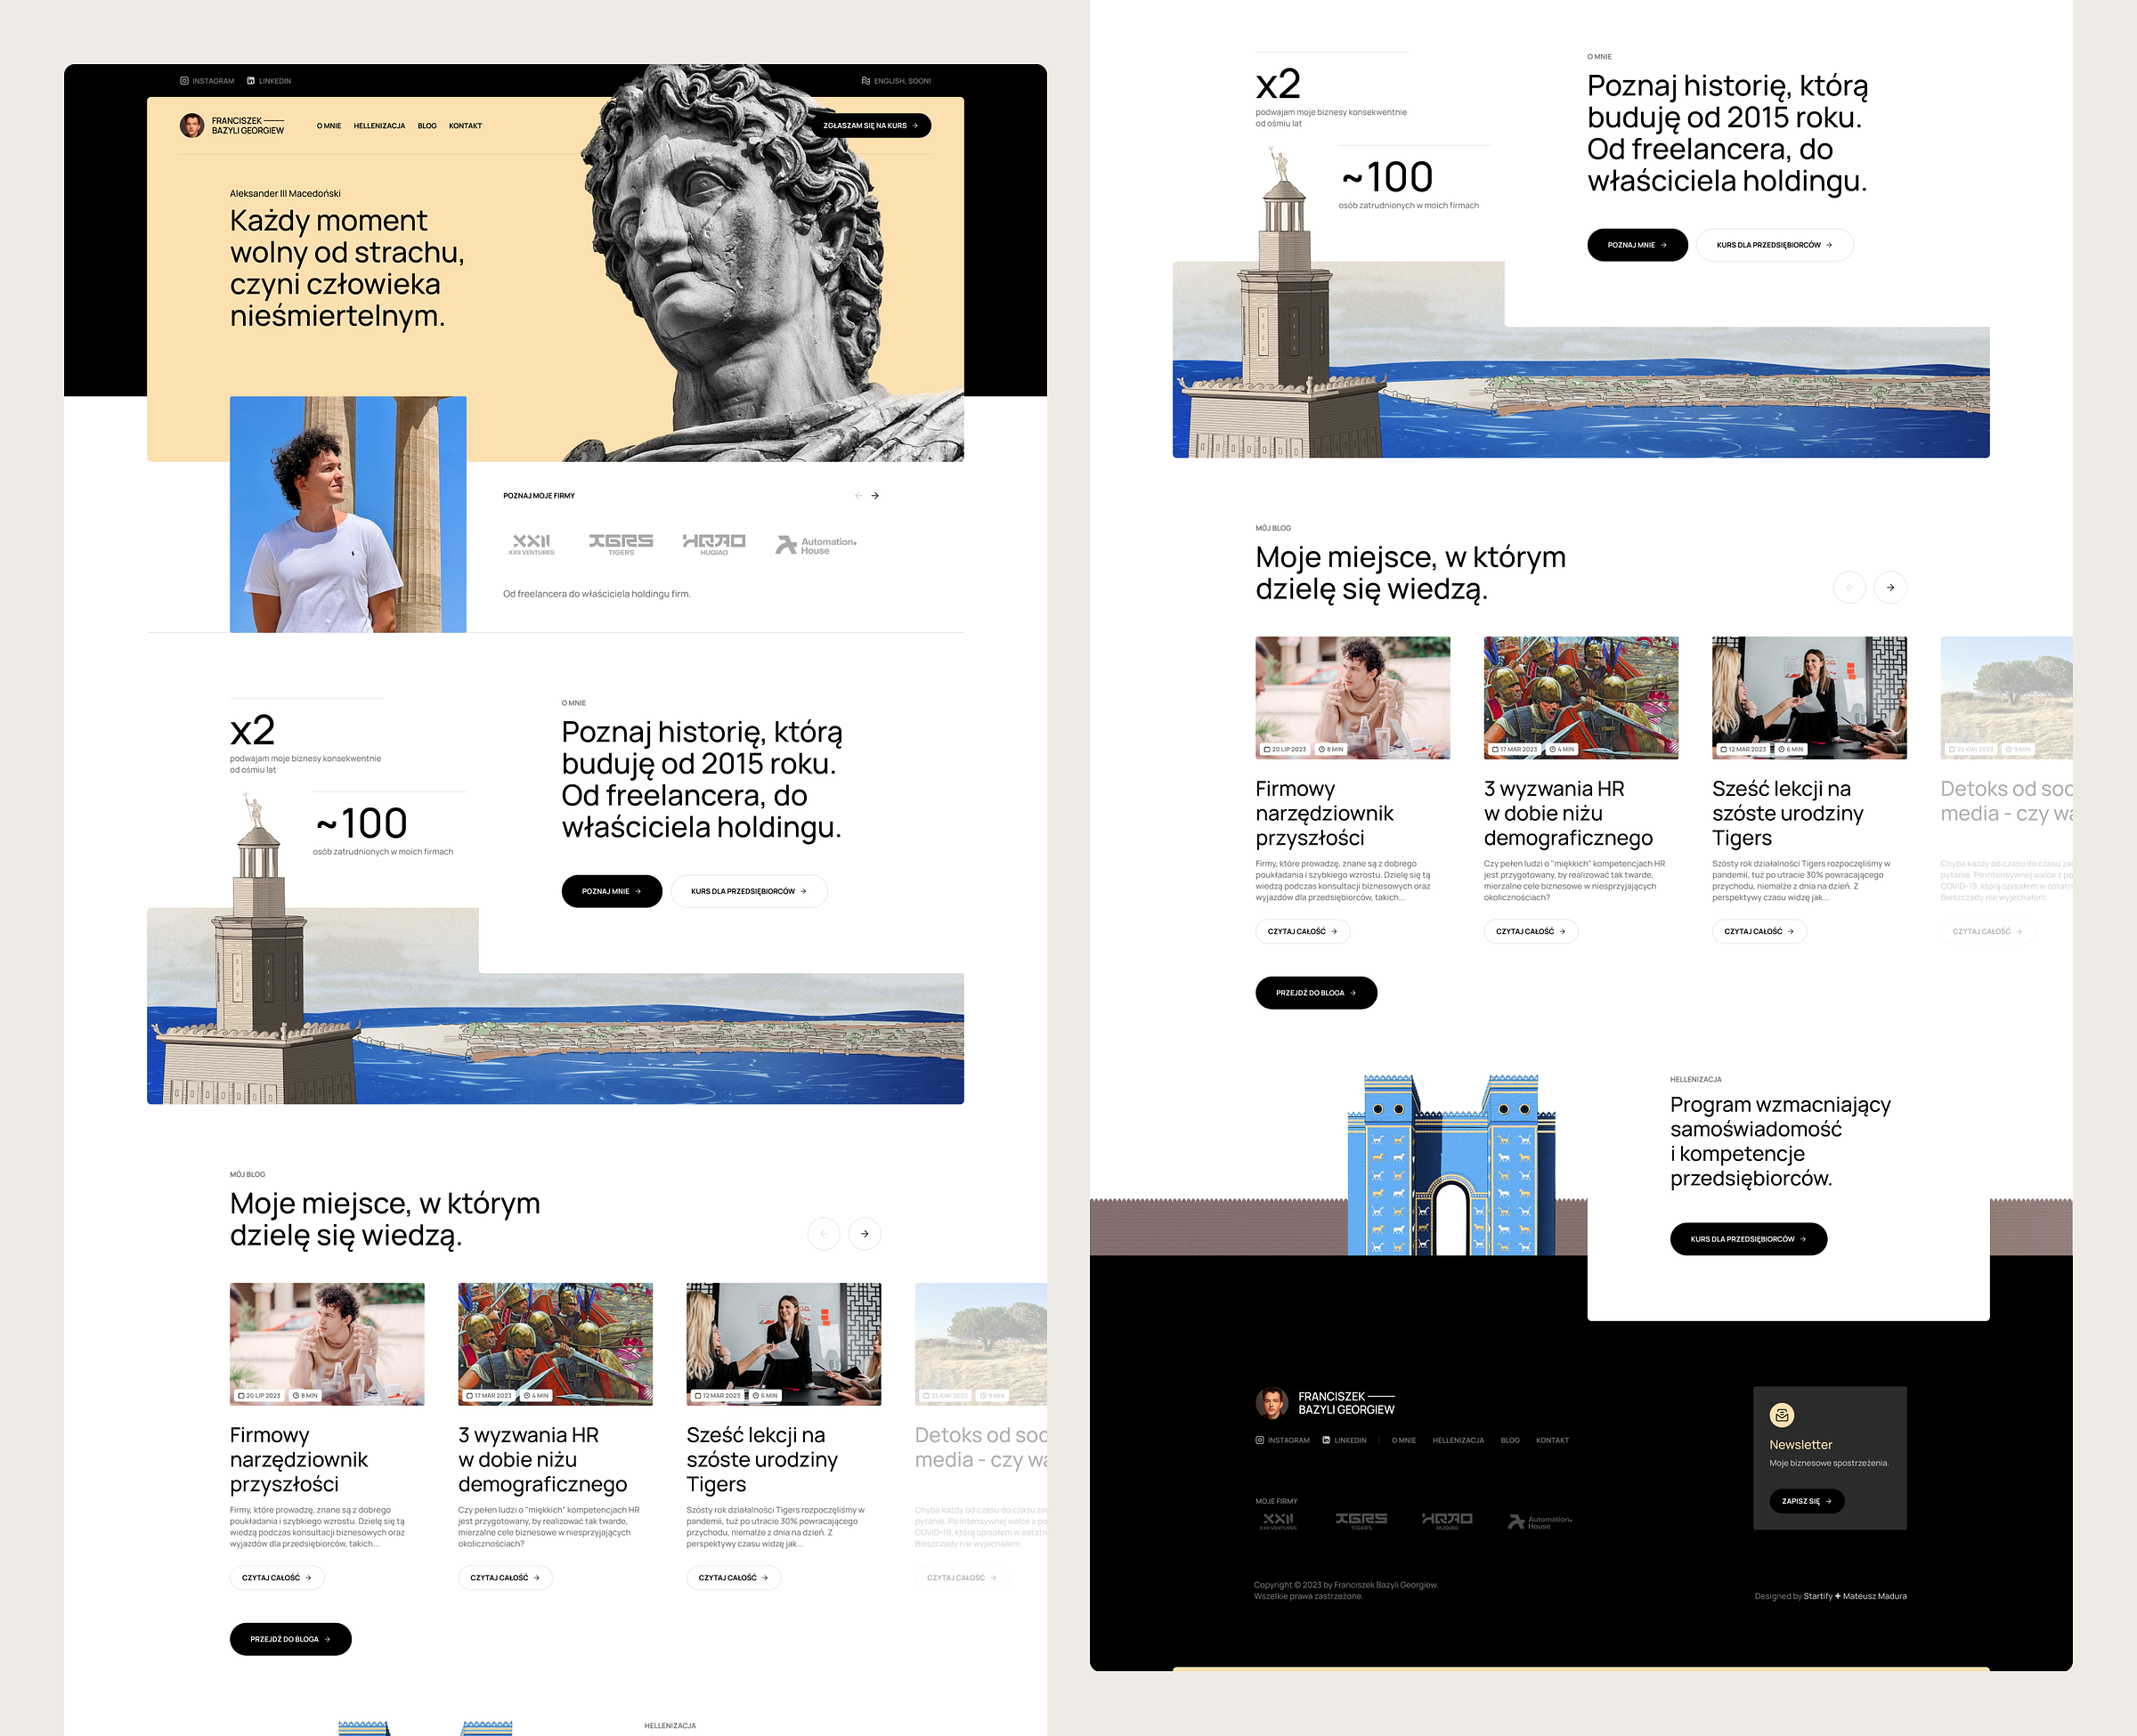 INSTAGRAM
LINKEDIN
ENGLISH, SOON!
FRANCISZEK
BAZYLI GEORGIEW
O MNIE
HELLENIZACJA
BLOG
KONTAKT
ZGŁASZAM SIĘ NA KURS
Aleksander III Macedoński
Każdy moment
wolny od strachu,
czyni człowieka
nieśmiertelnym.
POZNAJ MOJE FIRMY
XXII
XXII VENTURES
TGRS
TIGERS
HQAO
HUQIAO
Automation
House
Od freelancera do właściciela holdingu firm.
x2
podwajam moje biznesy konsekwentnie
od ośmiu lat
~100
osób zatrudnionych w moich firmach
O MNIE
Poznaj historię, którą
buduję od 2015 roku.
Od freelancera, do
właściciela holdingu.
POZNAJ MNIE
KURS DLA PRZEDSIĘBIORCÓW
MÓJ BLOG
Moje miejsce, w którym
dzielę się wiedzą.
20 LIP 2023
8 MIN
Firmowy
narzędziownik
przyszłości
Firmy, które prowadzę, znane są z dobrego
poukładania i szybkiego wzrostu. Dzielę się tą
wiedzą podczas konsultacji biznesowych oraz
wyjazdów dla przedsiębiorców, takich...
CZYTAJ CAŁOŚĆ
17 MAR 2023
4 MIN
3 wyzwania HR
w dobie niżu
demograficznego
Czy pełen ludzi o "miękkich" kompetencjach HR
jest przygotowany, by realizować tak twarde,
mierzalne cele biznesowe w niesprzyjających
okolicznościach?
CZYTAJ CAŁOŚĆ
12 MAR 2023
6 MIN
Sześć lekcji na
szóste urodziny
Tigers
Szósty rok działalności Tigers rozpoczęliśmy w
pandemii, tuż po utracie 30% powracającego
przychodu, niemalże z dnia na dzień. Z
perspektywy czasu widzę jak...
CZYTAJ CAŁOŚĆ
25 KWI 2023
9 MIN
Detoks od soc
media - czy wa
Chyba każdy od czasu do czasu zad
pytanie. Po intensywnej walce z po
COVID-19, którą opisałem w ostatn
Bieszczady nie wyjechałem.
CZYTAJ CAŁOŚĆ
PRZEJDŹ DO BLOGA
HELLENIZACJA
x2
podwajam moje biznesy konsekwentnie
od ośmiu lat
~100
osób zatrudnionych w moich firmach
O MNIE
Poznaj historię, którą
buduję od 2015 roku.
Od freelancera, do
właściciela holdingu.
POZNAJ MNIE
KURS DLA PRZEDSIĘBIORCÓW
MÓJ BLOG
Moje miejsce, w którym
dzielę się wiedzą.
20 LIP 2023
8 MIN
Firmowy
narzędziownik
przyszłości
Firmy, które prowadzę, znane są z dobrego
poukładania i szybkiego wzrostu. Dzielę się tą
wiedzą podczas konsultacji biznesowych oraz
wyjazdów dla przedsiębiorców, takich...
CZYTAJ CAŁOŚĆ
17 MAR 2023
4 MIN
3 wyzwania HR
w dobie niżu
demograficznego
Czy pełen ludzi o "miękkich" kompetencjach HR
jest przygotowany, by realizować tak twarde,
mierzalne cele biznesowe w niesprzyjających
okolicznościach?
CZYTAJ CAŁOŚĆ
12 MAR 2023
6 MIN
Sześć lekcji na
szóste urodziny
Tigers
Szósty rok działalności Tigers rozpoczęliśmy w
pandemii, tuż po utracie 30% powracającego
przychodu, niemalże z dnia na dzień. Z
perspektywy czasu widzę jak...
CZYTAJ CAŁOŚĆ
25 KWI 2023
9 MIN
Detoks od soc
media - czy wa
Chyba każdy od czasu do czasu zad
pytanie. Po intensywnej walce z po
COVID-19, którą opisałem w ostatn
Bieszczady nie wyjechałem.
CZYTAJ CAŁOŚĆ
PRZEJDŹ DO BLOGA
HELLENIZACJA
Program wzmacniający
samoświadomość
i kompetencje
przedsiębiorców.
KURS DLA PRZEDSIĘBIORCÓW
FRANCISZEK
BAZYLI GEORGIEW
INSTAGRAM
LINKEDIN
O MNIE
HELLENIZACJA
BLOG
KONTAKT
MOJE FIRMY
XXII
XXII VENTURES
TGRS
TIGERS
HQAO
HUQIAO
Automation
House
Newsletter
Moje biznesowe spostrzeżenia.
ZAPISZ SIĘ
Copyright © 2023 by Franciszek Bazyli Georgiew.
Wszelkie prawa zastrzeżone.
Designed by Startify + Mateusz Madura